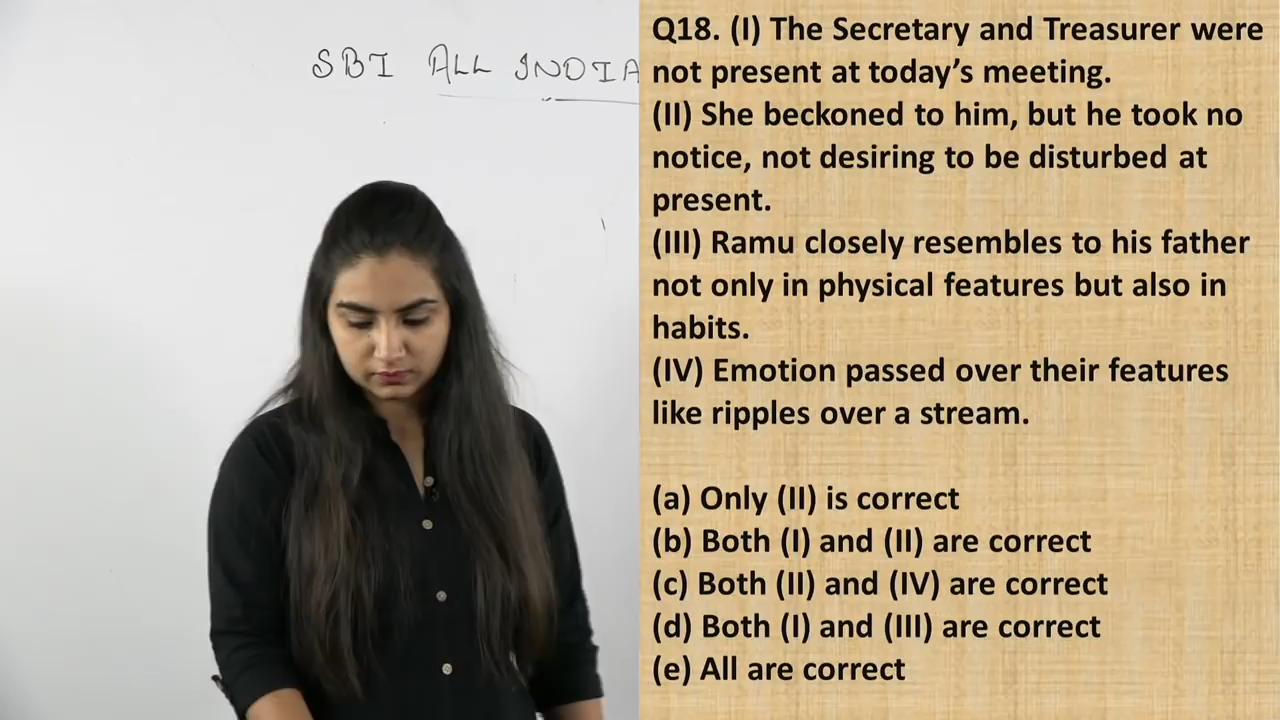 SBI ALL INDIA
Q18. (I) The Secretary and Treasurer were
not present at today’s meeting.
(II) She beckoned to him, but he took no
notice, not desiring to be disturbed at
present.
(III) Ramu closely resembles to his father
not only in physical features but also in
habits.
(IV) Emotion passed over their features
like ripples over a stream.
(a) Only (II) is correct
(b) Both (I) and (II) are correct
(c) Both (II) and (IV) are correct
(d) Both (I) and (III) are correct
(e) All are correct